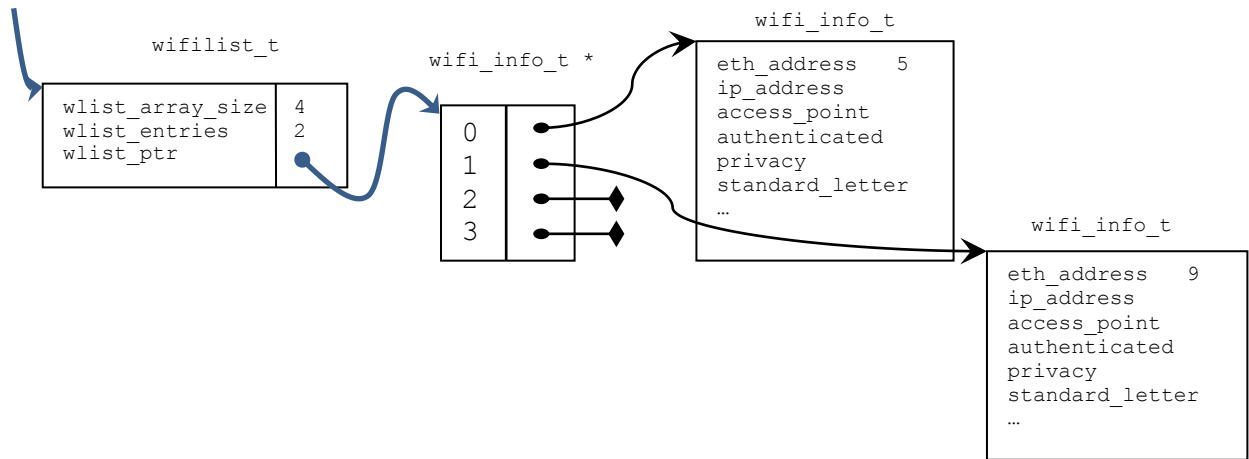 wifilist_t
wlist_array_size 4
wlist_entries 2
wlist_ptr
wifi_info_t *
0
1
2
3
wifi_info_t
eth_address 5
ip_address
access_point
authenticated
privacy
standard_letter
…
wifi_info_t
eth_address 9
ip_address
access_point
authenticated
privacy
standard_letter
…